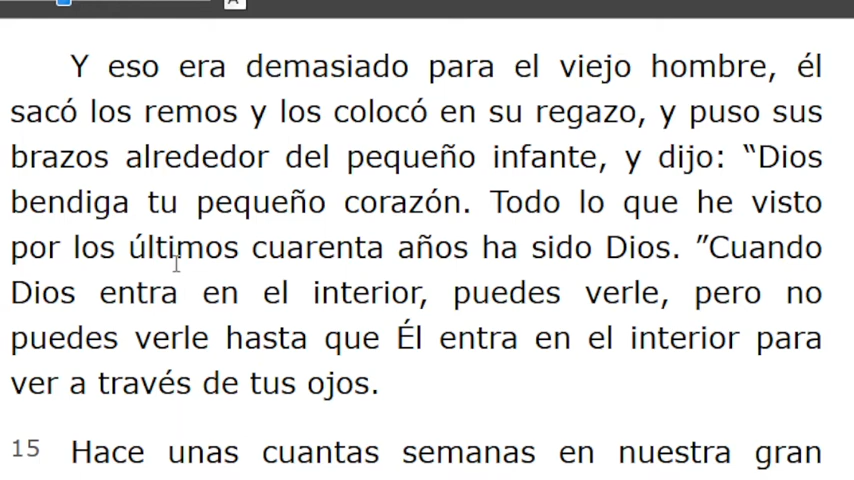 Y eso era demasiado para el viejo hombre, él
sacó los remos y los colocó en su regazo, y puso sus
brazos alrededor del pequeño infante, y dijo: “Dios
bendiga tu pequeño corazón. Todo lo que he visto
por los últimos cuarenta años ha sido Dios. ”Cuando
Dios entra en el interior, puedes verle, pero no
puedes verle hasta que Él entra en el interior para
ver a través de tus ojos.
15 Hace unas cuantas semanas en nuestra gran